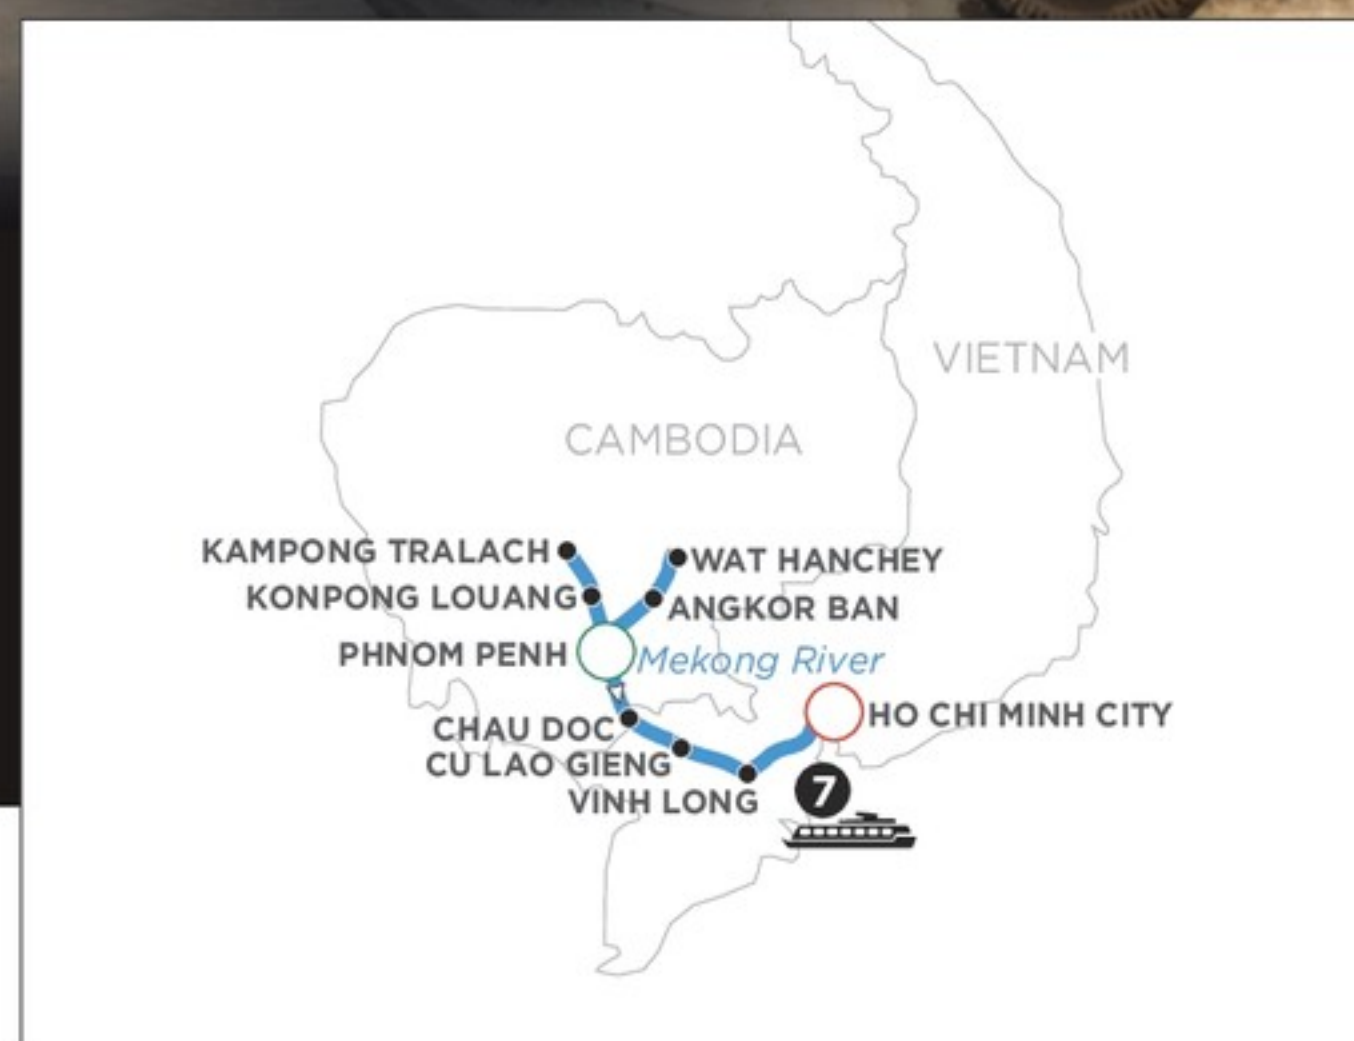 VIETNAM
CAMBODIA
KAMPONG TRALACH
WAT HANCHEY
KONPONG LOUANG
ANGKOR BAN
PHNOM PENH
Mekong River
HO CHI MINH CITY
CHAU DOC
CU LAO GIENG
VINH LONG
7